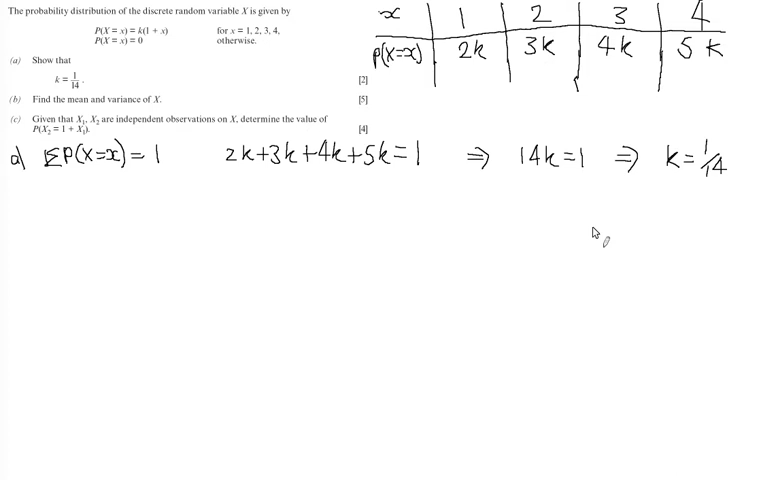 The probability distribution of the discrete random variable X is given by
P(X = x) = k(1 + x) for x = 1, 2, 3, 4,
P(X = x) = 0 otherwise.
(a) Show that
k = 1/14 . [2]
(b) Find the mean and variance of X. [5]
(c) Given that X₁, X₂ are independent observations on X, determine the value of
P(X₂ = 1 + X₁). [4]
x 1 2 3 4
P(X=x) 2k 3k 4k 5k
a) ΣP(X=x) = 1 2k+3k+4k+5k=1 ⇒ 14k=1 ⇒ k=1/14